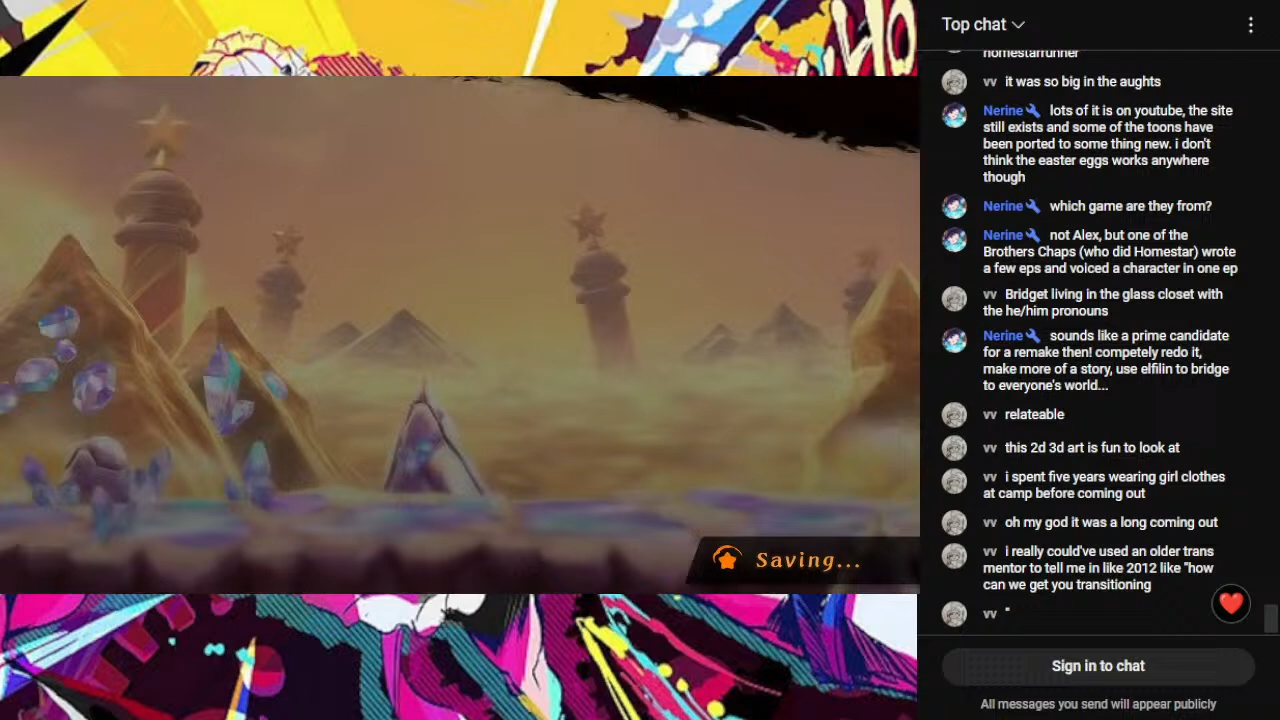 Top chat
homestarrunner
vv it was so big in the aughts
Nerine lots of it is on youtube, the site
still exists and some of the toons have
been ported to some thing new. i don't
think the easter eggs works anywhere
though
Nerine which game are they from?
Nerine not Alex, but one of the
Brothers Chaps (who did Homestar) wrote
a few eps and voiced a character in one ep
vv Bridget living in the glass closet with
the he/him pronouns
Nerine sounds like a prime candidate
for a remake then! competely redo it,
make more of a story, use elfilin to bridge
to everyone's world...
vv relateable
vv this 2d 3d art is fun to look at
vv i spent five years wearing girl clothes
at camp before coming out
vv oh my god it was a long coming out
vv i really could've used an older trans
mentor to tell me in like 2012 like "how
can we get you transitioning
vv "
Saving...
Sign in to chat
All messages you send will appear publicly